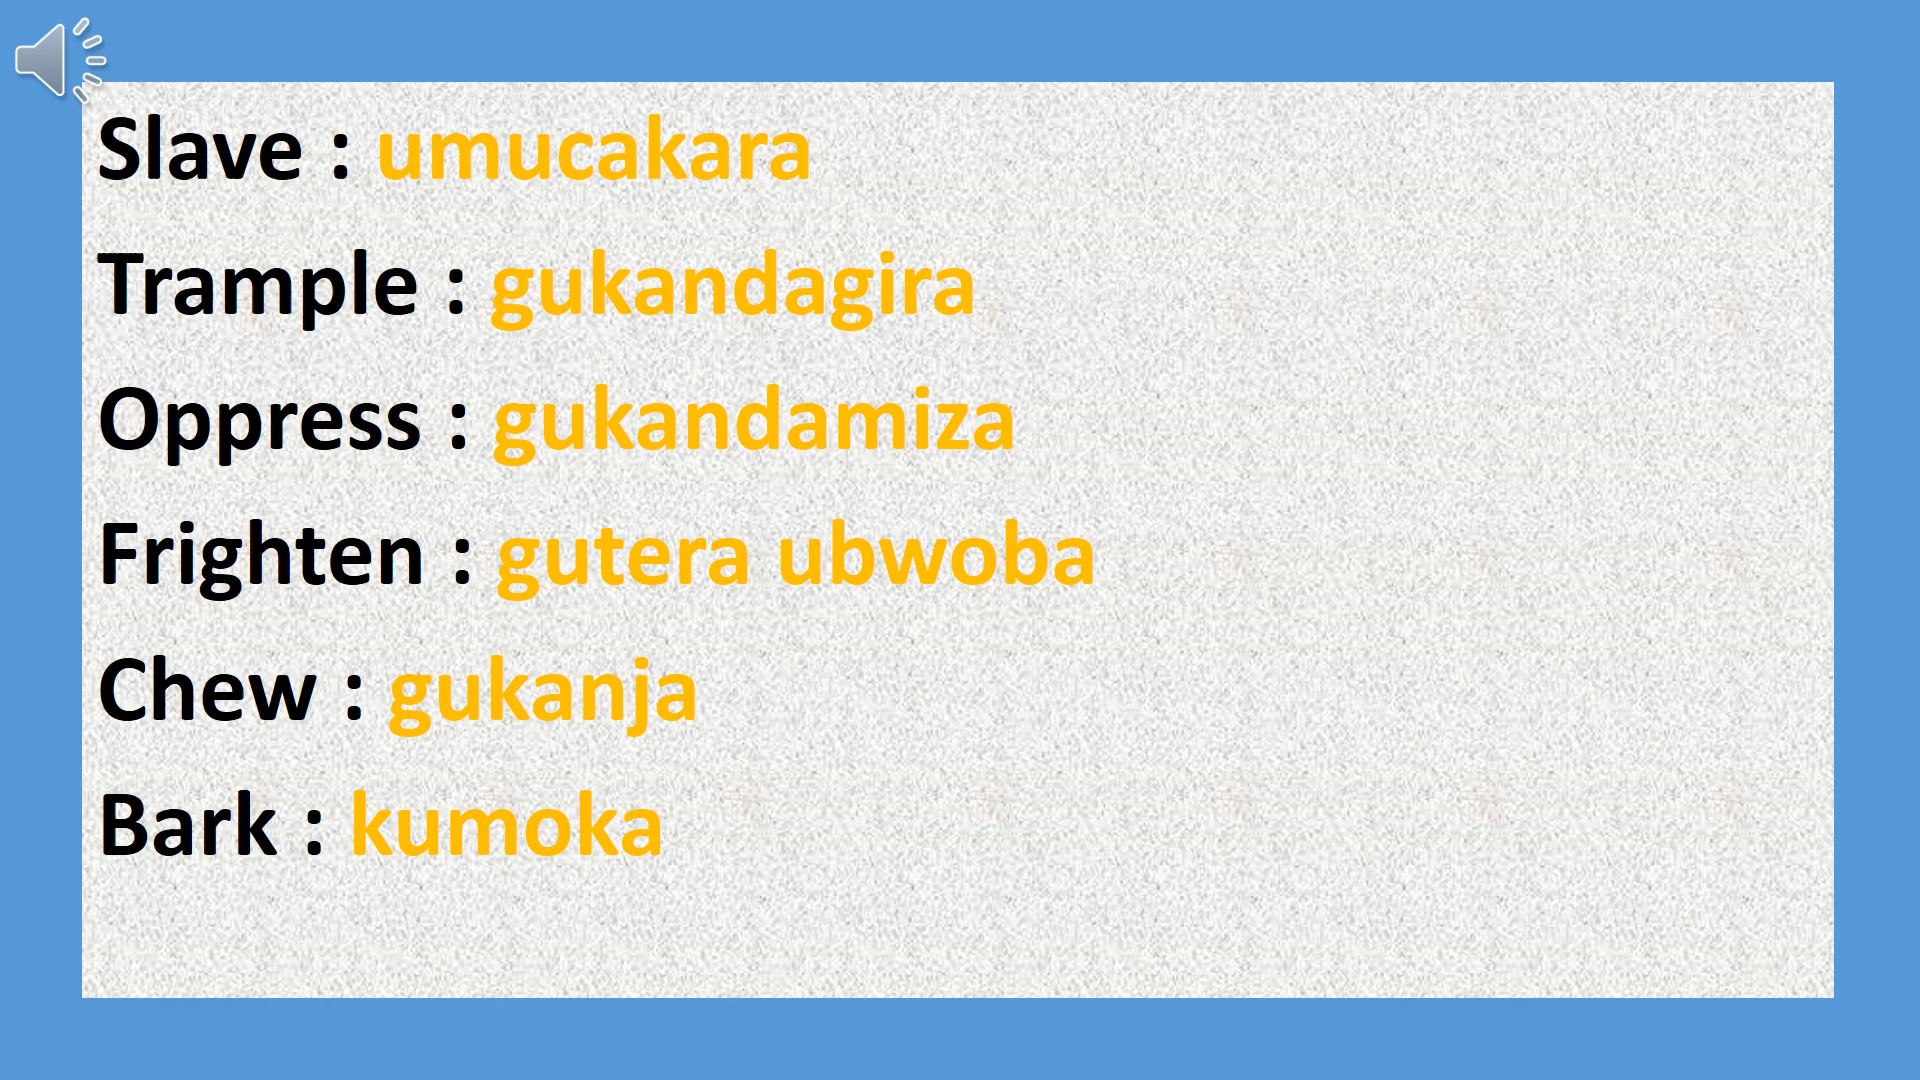 Slave : umucakara
Trample : gukandagira
Oppress : gukandamiza
Frighten : gutera ubwoba
Chew : gukanja
Bark : kumoka